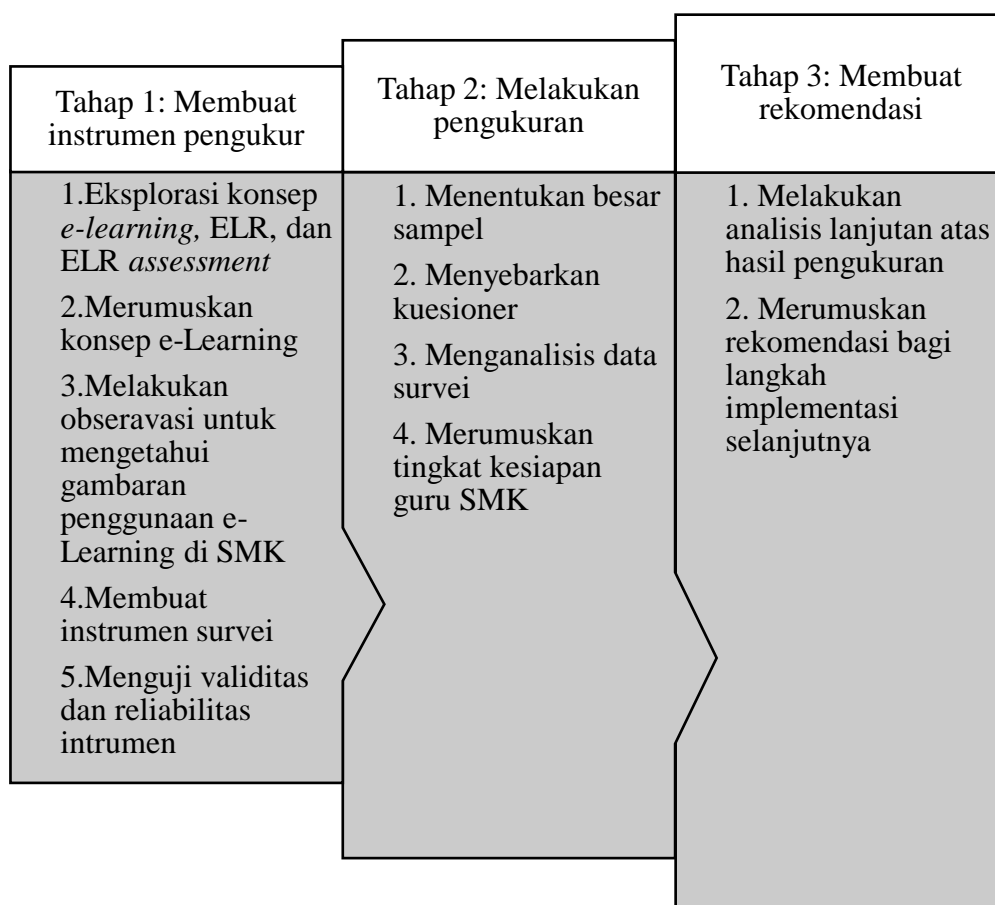 Tahap 1: Membuat
instrumen pengukur
1.Eksplorasi konsep
e-learning, ELR, dan
ELR assessment
2.Merumuskan
konsep e-Learning
3.Melakukan
obseravasi untuk
mengetahui
gambaran
penggunaan e-
Learning di SMK
4.Membuat
instrumen survei
5.Menguji validitas
dan reliabilitas
intrumen
Tahap 2: Melakukan
pengukuran
1. Menentukan besar
sampel
2. Menyebarkan
kuesioner
3. Menganalisis data
survei
4. Merumuskan
tingkat kesiapan
guru SMK
Tahap 3: Membuat
rekomendasi
1. Melakukan
analisis lanjutan atas
hasil pengukuran
2. Merumuskan
rekomendasi bagi
langkah
implementasi
selanjutnya